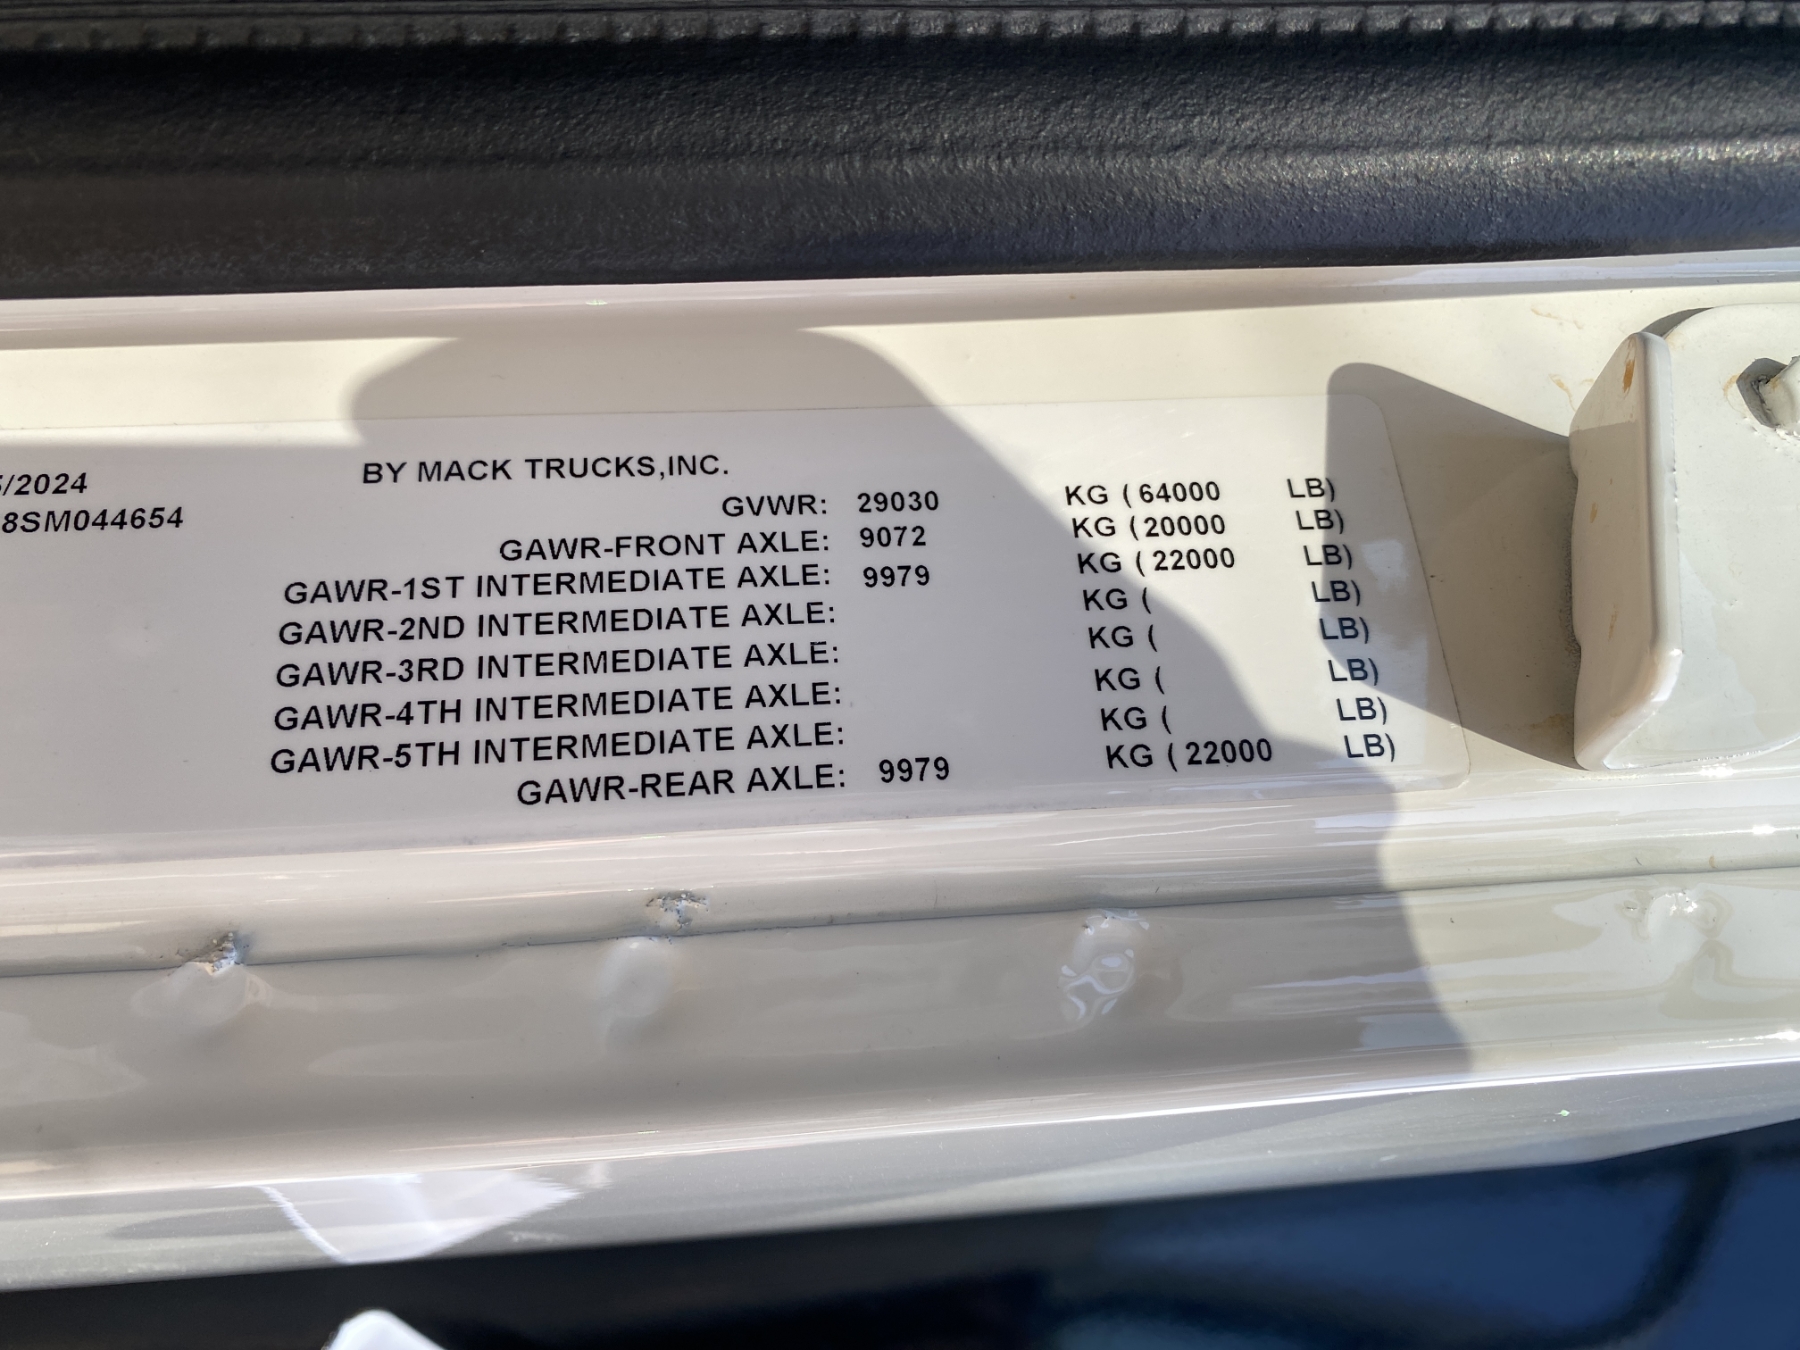 /2024
8SM044654
BY MACK TRUCKS,INC.
GVWR: 29030 KG ( 64000 LB)
GAWR-FRONT AXLE: 9072 KG ( 20000 LB)
GAWR-1ST INTERMEDIATE AXLE: 9979 KG ( 22000 LB)
GAWR-2ND INTERMEDIATE AXLE: KG ( LB)
GAWR-3RD INTERMEDIATE AXLE: KG ( LB)
GAWR-4TH INTERMEDIATE AXLE: KG ( LB)
GAWR-5TH INTERMEDIATE AXLE: KG ( LB)
GAWR-REAR AXLE: 9979 KG ( 22000 LB)